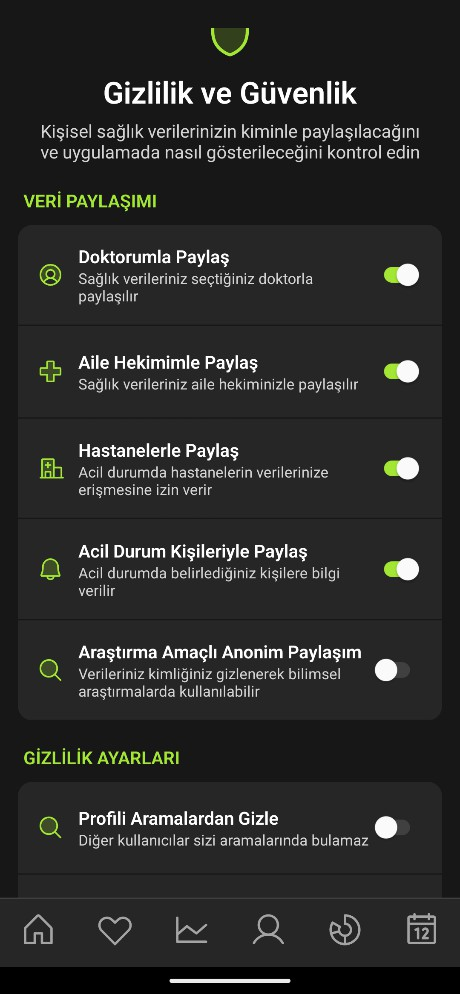 Gizlilik ve Güvenlik
Kişisel sağlık verilerinizin kiminle paylaşılacağını
ve uygulamada nasıl gösterileceğini kontrol edin
VERİ PAYLAŞIMI
Doktorumla Paylaş
Sağlık verileriniz seçtiğiniz doktorla
paylaşılır
Aile Hekimimle Paylaş
Sağlık verileriniz aile hekiminizle paylaşılır
Hastanelerle Paylaş
Acil durumda hastanelerin verilerinize
erişmesine izin verir
Acil Durum Kişileriyle Paylaş
Acil durumda belirlediğiniz kişilere bilgi
verilir
Araştırma Amaçlı Anonim Paylaşım
Verileriniz kimliğiniz gizlenerek bilimsel
araştırmalarda kullanılabilir
GİZLİLİK AYARLARI
Profili Aramalardan Gizle
Diğer kullanıcılar sizi aramalarında bulamaz
12